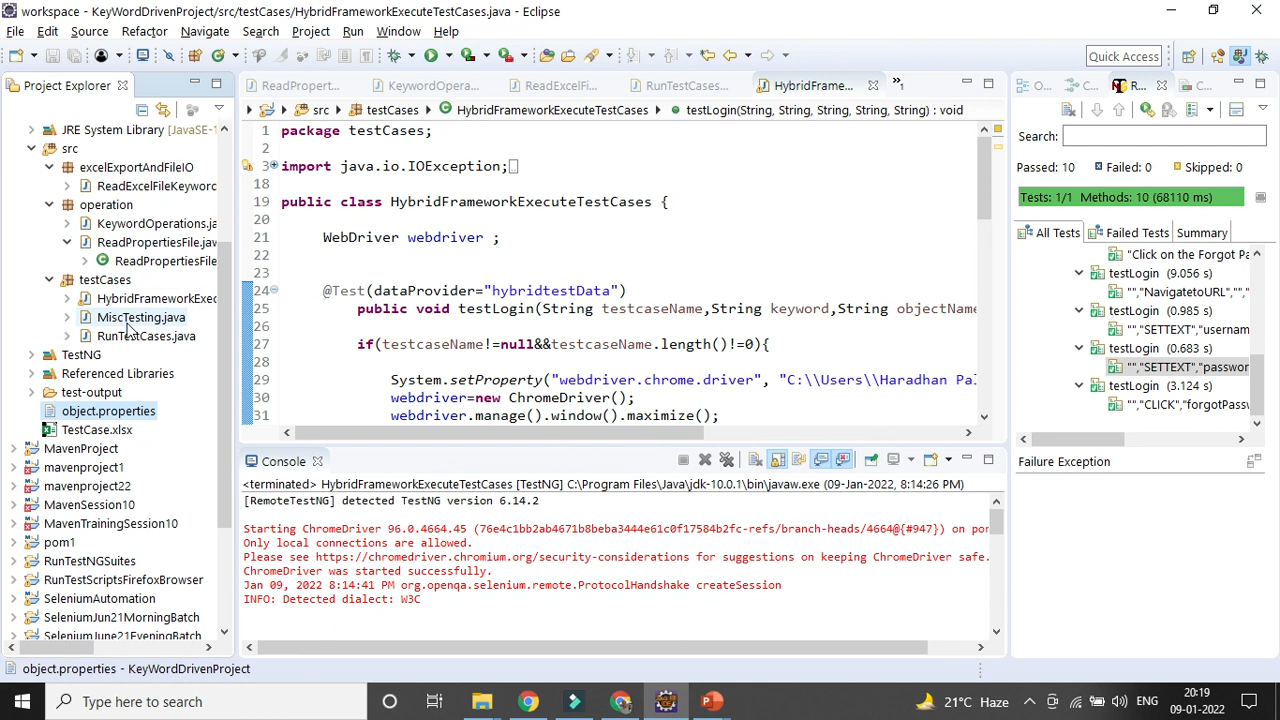 workspace - KeyWordDrivenProject/src/testCases/HybridFrameworkExecuteTestCases.java - Eclipse
File Edit Source Refactor Navigate Search Project Run Window Help
Quick Access
Project Explorer
JRE System Library [JavaSE-1
src
excelExportAndFileIO
ReadExcelFileKeyword
operation
KeywordOperations.ja
ReadPropertiesFile.jav
ReadPropertiesFile
testCases
HybridFrameworkExec
MiscTesting.java
RunTestCases.java
TestNG
Referenced Libraries
test-output
object.properties
TestCase.xlsx
MavenProject
mavenproject1
mavenproject22
MavenSession10
MavenTrainingSession10
pom1
RunTestNGSuites
RunTestScriptsFirefoxBrowser
SeleniumAutomation
SeleniumJun21MorningBatch
SeleniumJune21EveningBatch
ReadPropert... KeywordOpera... ReadExcelFi... RunTestCases... HybridFrame... »1
src testCases HybridFrameworkExecuteTestCases testLogin(String, String, String, String, String) : void
1 package testCases;
2
3 import java.io.IOException;
18
19 public class HybridFrameworkExecuteTestCases {
20
21 WebDriver webdriver ;
22
23
24 @Test(dataProvider="hybridtestData")
25 public void testLogin(String testcaseName,String keyword,String objectName
26
27 if(testcaseName!=null&&testcaseName.length()!=0){
28
29 System.setProperty("webdriver.chrome.driver", "C:\\Users\\Haradhan Pal
30 webdriver=new ChromeDriver();
31 webdriver.manage().window().maximize();
Console
<terminated> HybridFrameworkExecuteTestCases [TestNG] C:\Program Files\Java\jdk-10.0.1\bin\javaw.exe (09-Jan-2022, 8:14:26 PM)
[RemoteTestNG] detected TestNG version 6.14.2
Starting ChromeDriver 96.0.4664.45 (76e4c1bb2ab4671b8beba3444e61c0f17584b2fc-refs/branch-heads/4664@{#947}) on por
Only local connections are allowed.
Please see https://chromedriver.chromium.org/security-considerations for suggestions on keeping ChromeDriver safe.
ChromeDriver was started successfully.
Jan 09, 2022 8:14:41 PM org.openqa.selenium.remote.ProtocolHandshake createSession
INFO: Detected dialect: W3C
O... C... R... C...
Search:
Passed: 10 Failed: 0 Skipped: 0
Tests: 1/1 Methods: 10 (68110 ms)
All Tests Failed Tests Summary
"Click on the Forgot Pa
testLogin (9.056 s)
"","NavigatetoURL","",
testLogin (0.985 s)
"","SETTEXT",username
testLogin (0.683 s)
"","SETTEXT",passwor
testLogin (3.124 s)
"","CLICK",forgotPassw
Failure Exception
object.properties - KeyWordDrivenProject
Type here to search
21°C Haze
ENG
20:19
09-01-2022